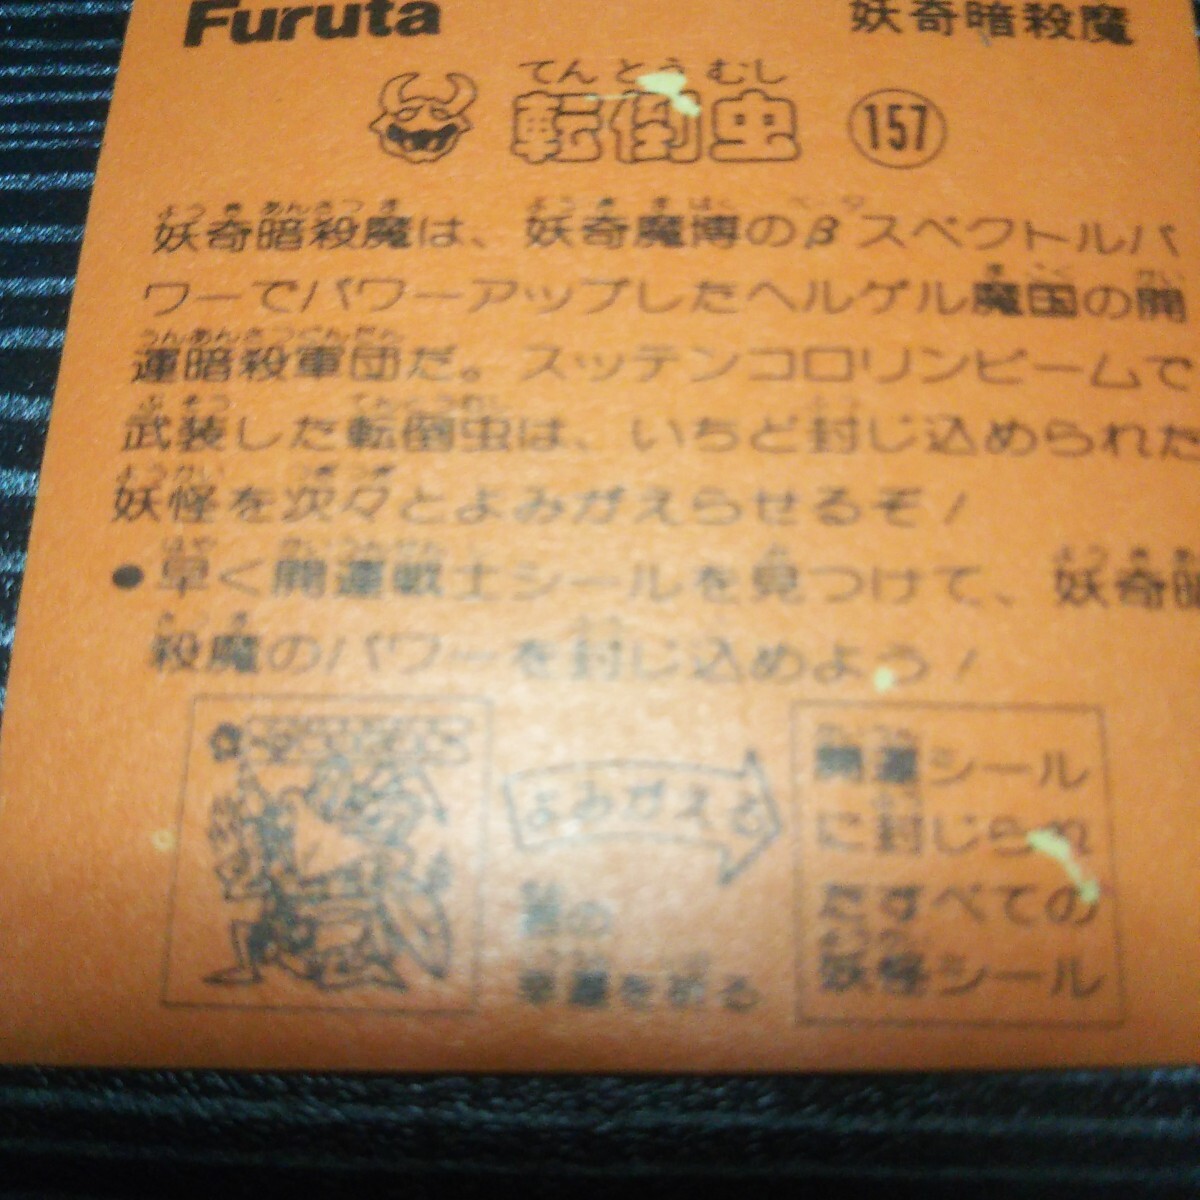 Furuta 妖奇暗殺魔
てんとうむし
転倒虫 157
妖奇暗殺魔は、妖奇魔博のβスペクトルパ
ワーでパワーアップしたヘルゲル魔国の開
運暗殺軍団だ。スッテンコロリンビームで
武装した転倒虫は、いちど封じ込められた
妖怪を次々とよみがえらせるぞ！
●早く開運戦士シールを見つけて、妖奇暗
殺魔のパワーを封じ込めよう！
よみがえる
開運シール
に封じられ
たすべての
妖怪シール